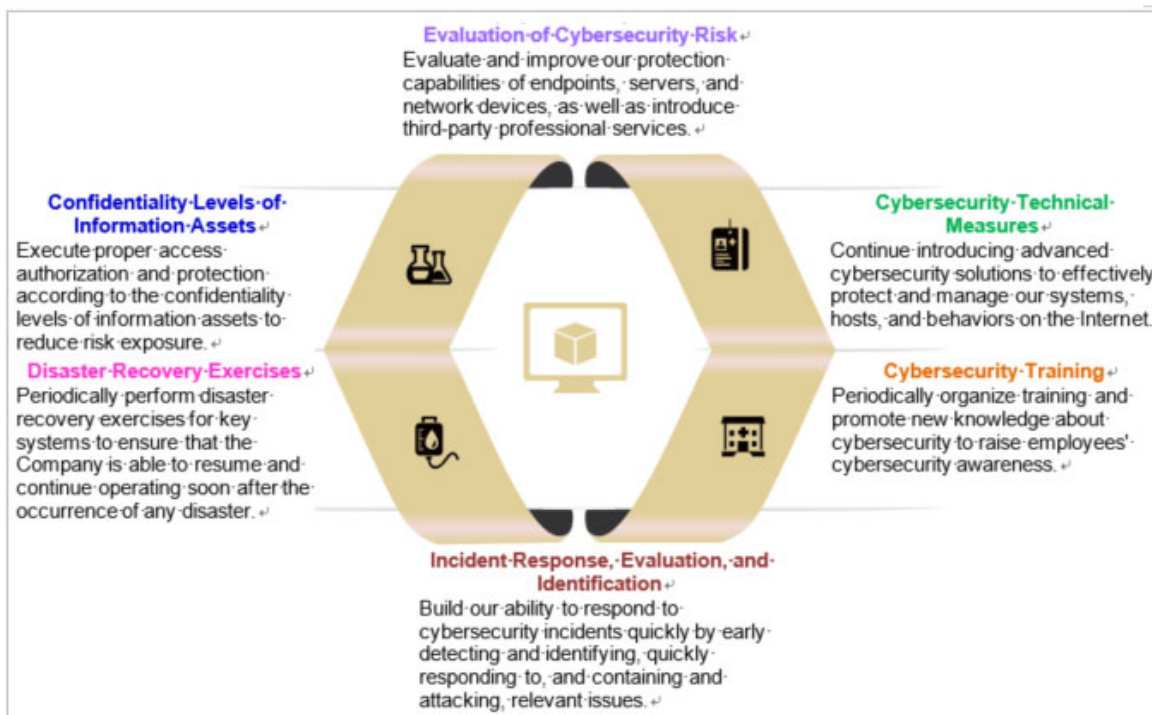 Evaluation of Cybersecurity Risk
Evaluate and improve our protection
capabilities of endpoints, servers, and
network devices, as well as introduce
third-party professional services.
Confidentiality Levels of
Information Assets
Execute proper access
authorization and protection
according to the confidentiality
levels of information assets to
reduce risk exposure.
Cybersecurity Technical
Measures
Continue introducing advanced
cybersecurity solutions to effectively
protect and manage our systems,
hosts, and behaviors on the Internet.
Disaster Recovery Exercises
Periodically perform disaster
recovery exercises for key
systems to ensure that the
Company is able to resume and
continue operating soon after the
occurrence of any disaster.
Cybersecurity Training
Periodically organize training and
promote new knowledge about
cybersecurity to raise employees'
cybersecurity awareness.
Incident Response, Evaluation, and
Identification
Build our ability to respond to
cybersecurity incidents quickly by early
detecting and identifying, quickly
responding to, and containing and
attacking, relevant issues.